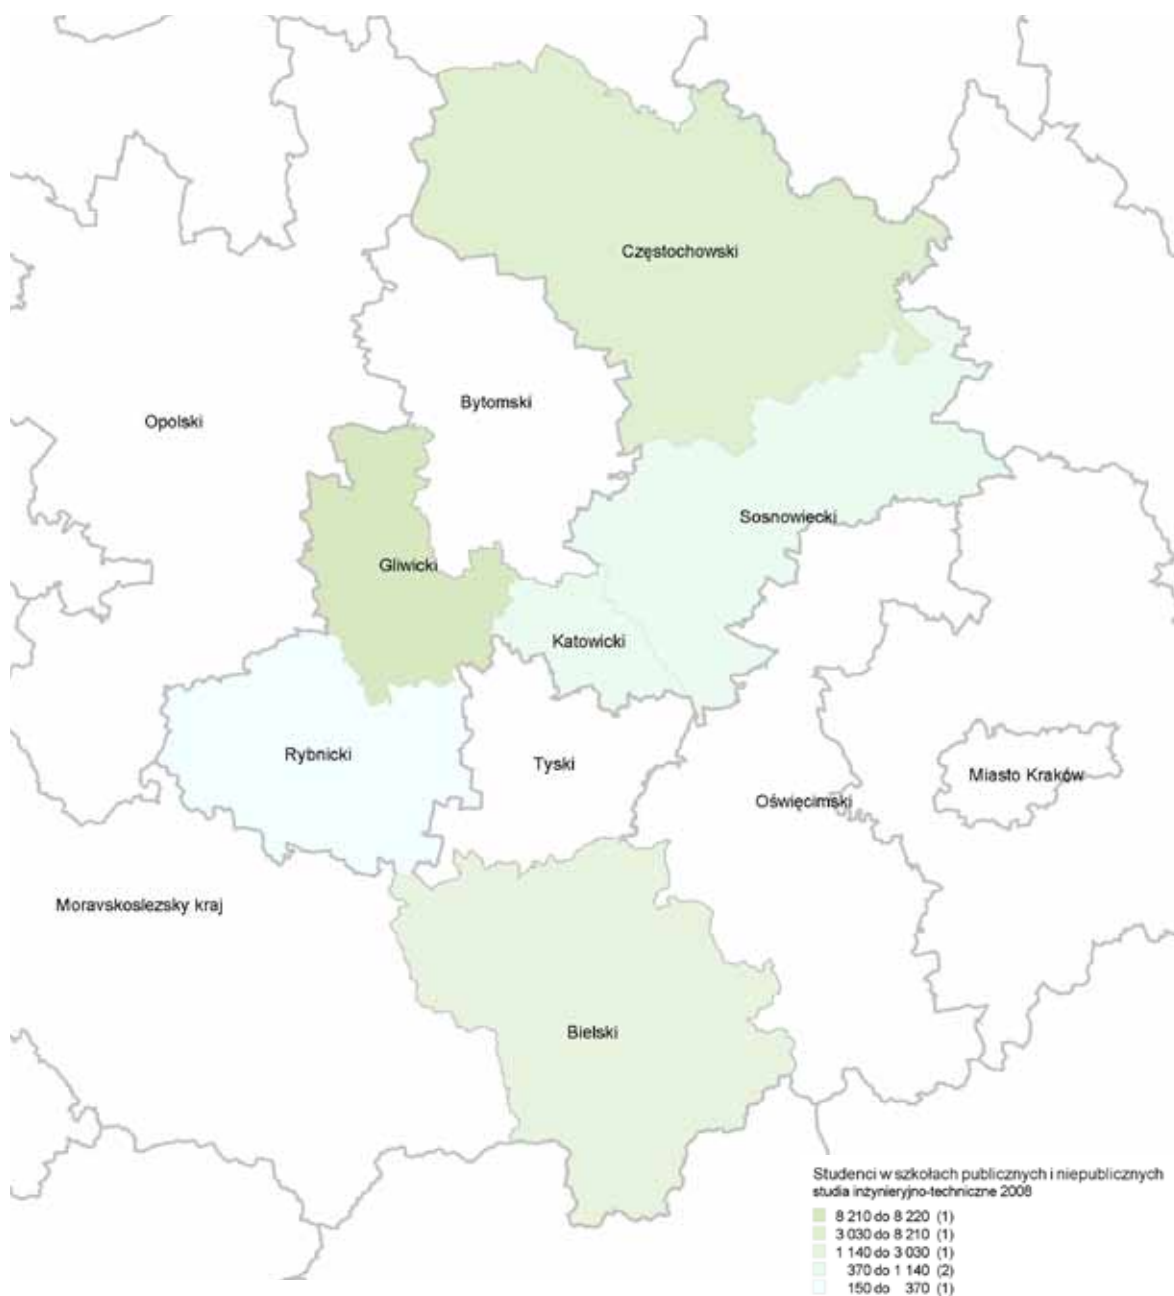 Częstochowski
Bytomski
Opolski
Sosnowiecki
Gliwicki
Katowicki
Rybnicki
Tyski
Miasto Kraków
Oświęcimski
Moravskoslezsky kraj
Bielski
Studenci w szkołach publicznych i niepublicznych
studia inżynieryjno-techniczne 2008
8 210 do 8 220 (1)
3 030 do 8 210 (1)
1 140 do 3 030 (1)
370 do 1 140 (2)
150 do 370 (1)